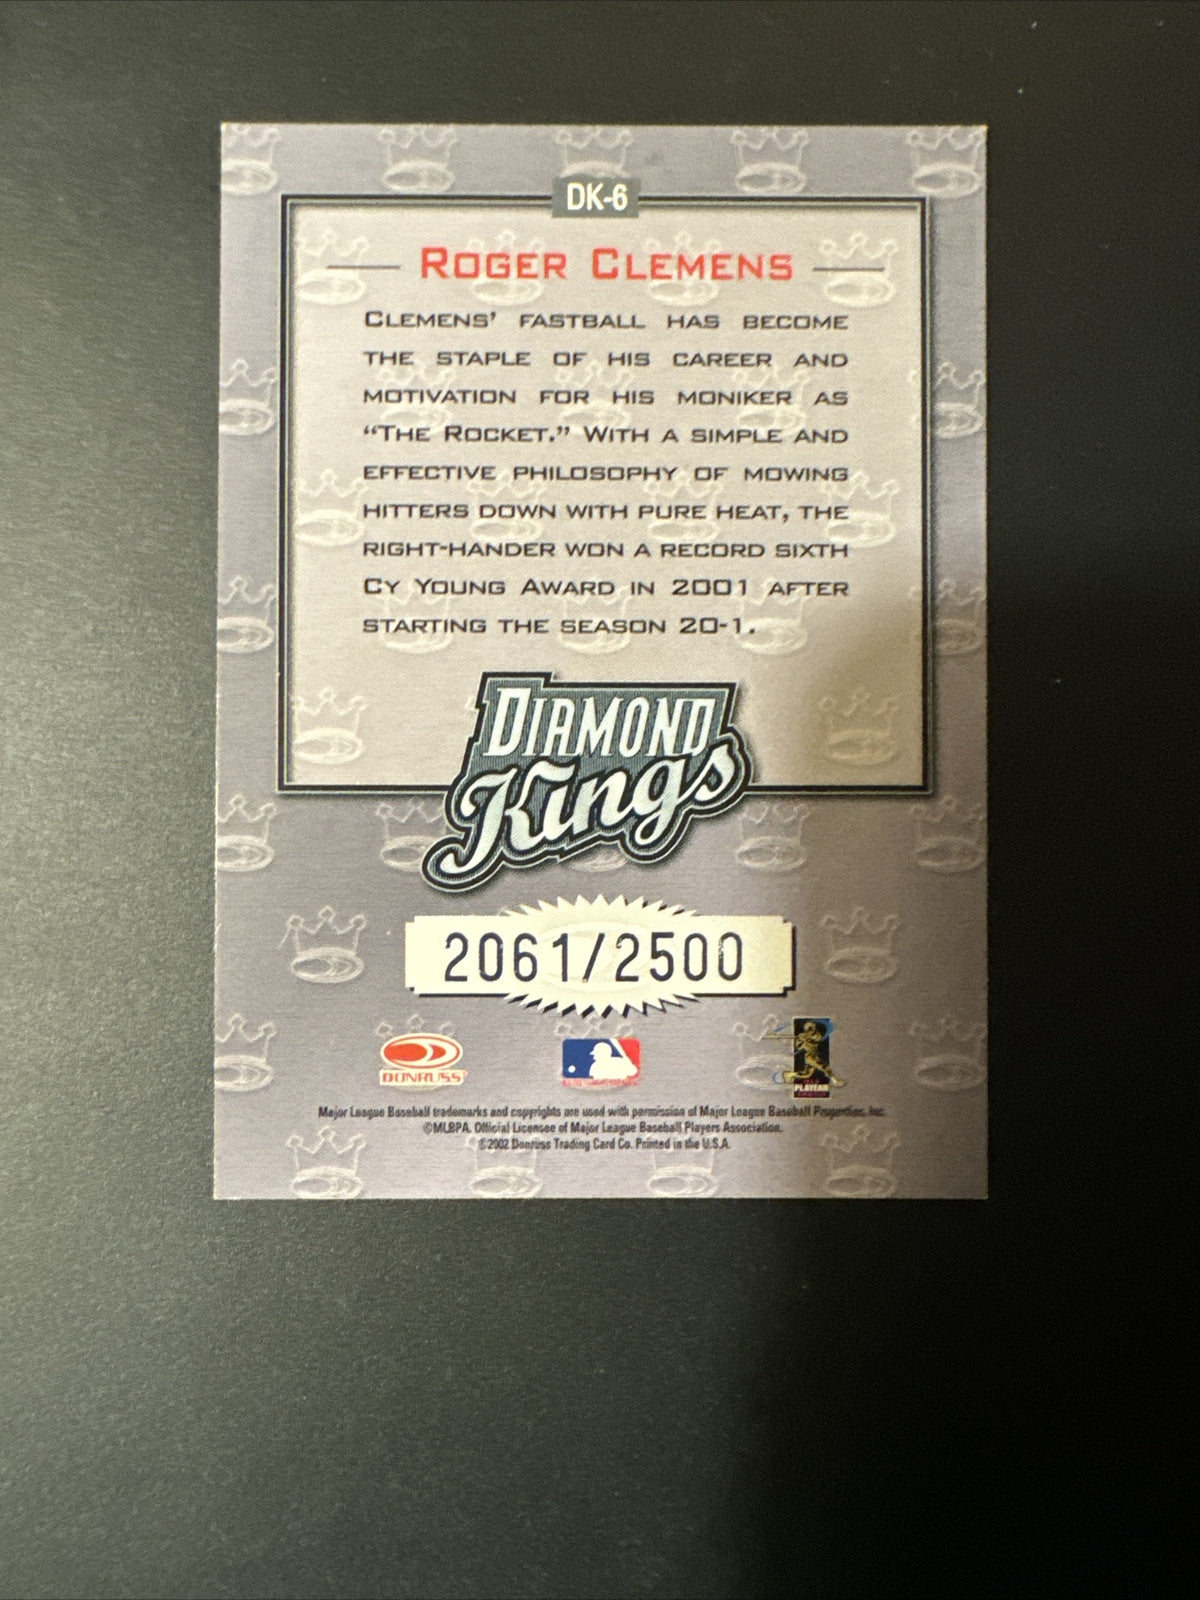 DK-6
ROGER CLEMENS
CLEMENS' FASTBALL HAS BECOME
THE STAPLE OF HIS CAREER AND
MOTIVATION FOR HIS MONIKER AS
“THE ROCKET.” WITH A SIMPLE AND
EFFECTIVE PHILOSOPHY OF MOWING
HITTERS DOWN WITH PURE HEAT, THE
RIGHT-HANDER WON A RECORD SIXTH
CY YOUNG AWARD IN 2001 AFTER
STARTING THE SEASON 20-1.
DIAMOND
Kings
2061/2500
DONRUSS
PLAYERS
Major League Baseball trademarks and copyrights are used with permission of Major League Baseball Properties, Inc.
©MLBPA. Official Licensee of Major League Baseball Players Association.
©2002 Donruss Trading Card Co. Printed in the U.S.A.